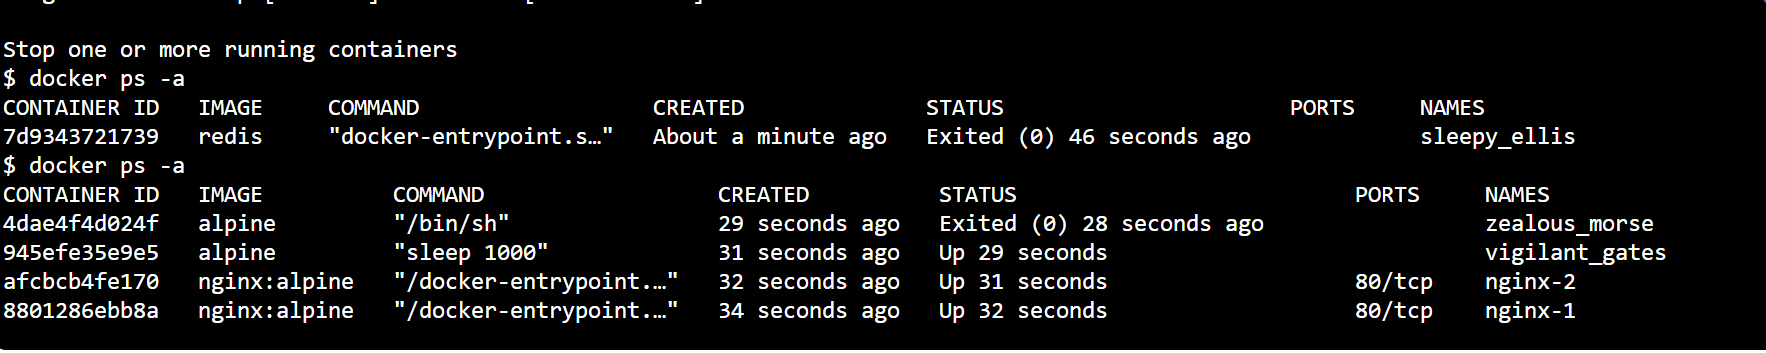 Stop one or more running containers
$ docker ps -a
CONTAINER ID   IMAGE     COMMAND                  CREATED              STATUS                      PORTS     NAMES
7d9343721739   redis     "docker-entrypoint.s…"   About a minute ago   Exited (0) 46 seconds ago             sleepy_ellis
$ docker ps -a
CONTAINER ID   IMAGE          COMMAND                  CREATED          STATUS                          PORTS     NAMES
4dae4f4d024f   alpine         "/bin/sh"                29 seconds ago   Exited (0) 28 seconds ago                 zealous_morse
945efe35e9e5   alpine         "sleep 1000"             31 seconds ago   Up 29 seconds                             vigilant_gates
afcbcb4fe170   nginx:alpine   "/docker-entrypoint.…"   32 seconds ago   Up 31 seconds                   80/tcp    nginx-2
8801286ebb8a   nginx:alpine   "/docker-entrypoint.…"   34 seconds ago   Up 32 seconds                   80/tcp    nginx-1